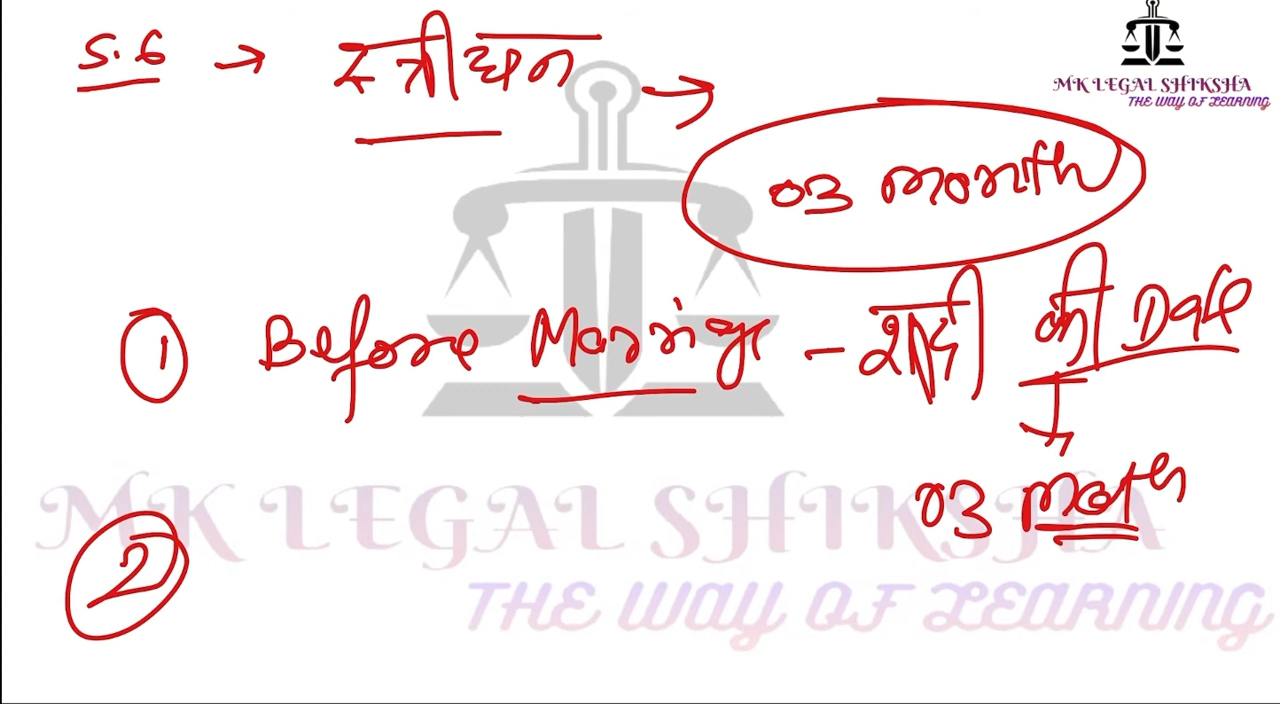 MK LEGAL SHIKSHA
THE WAY OF LEARNING
S.6 → स्त्रीधन →
03 month
① Before Marriage - शादी की Date
↓
03 Moth
②
MK LEGAL SHIKSHA
THE WAY OF LEARNING